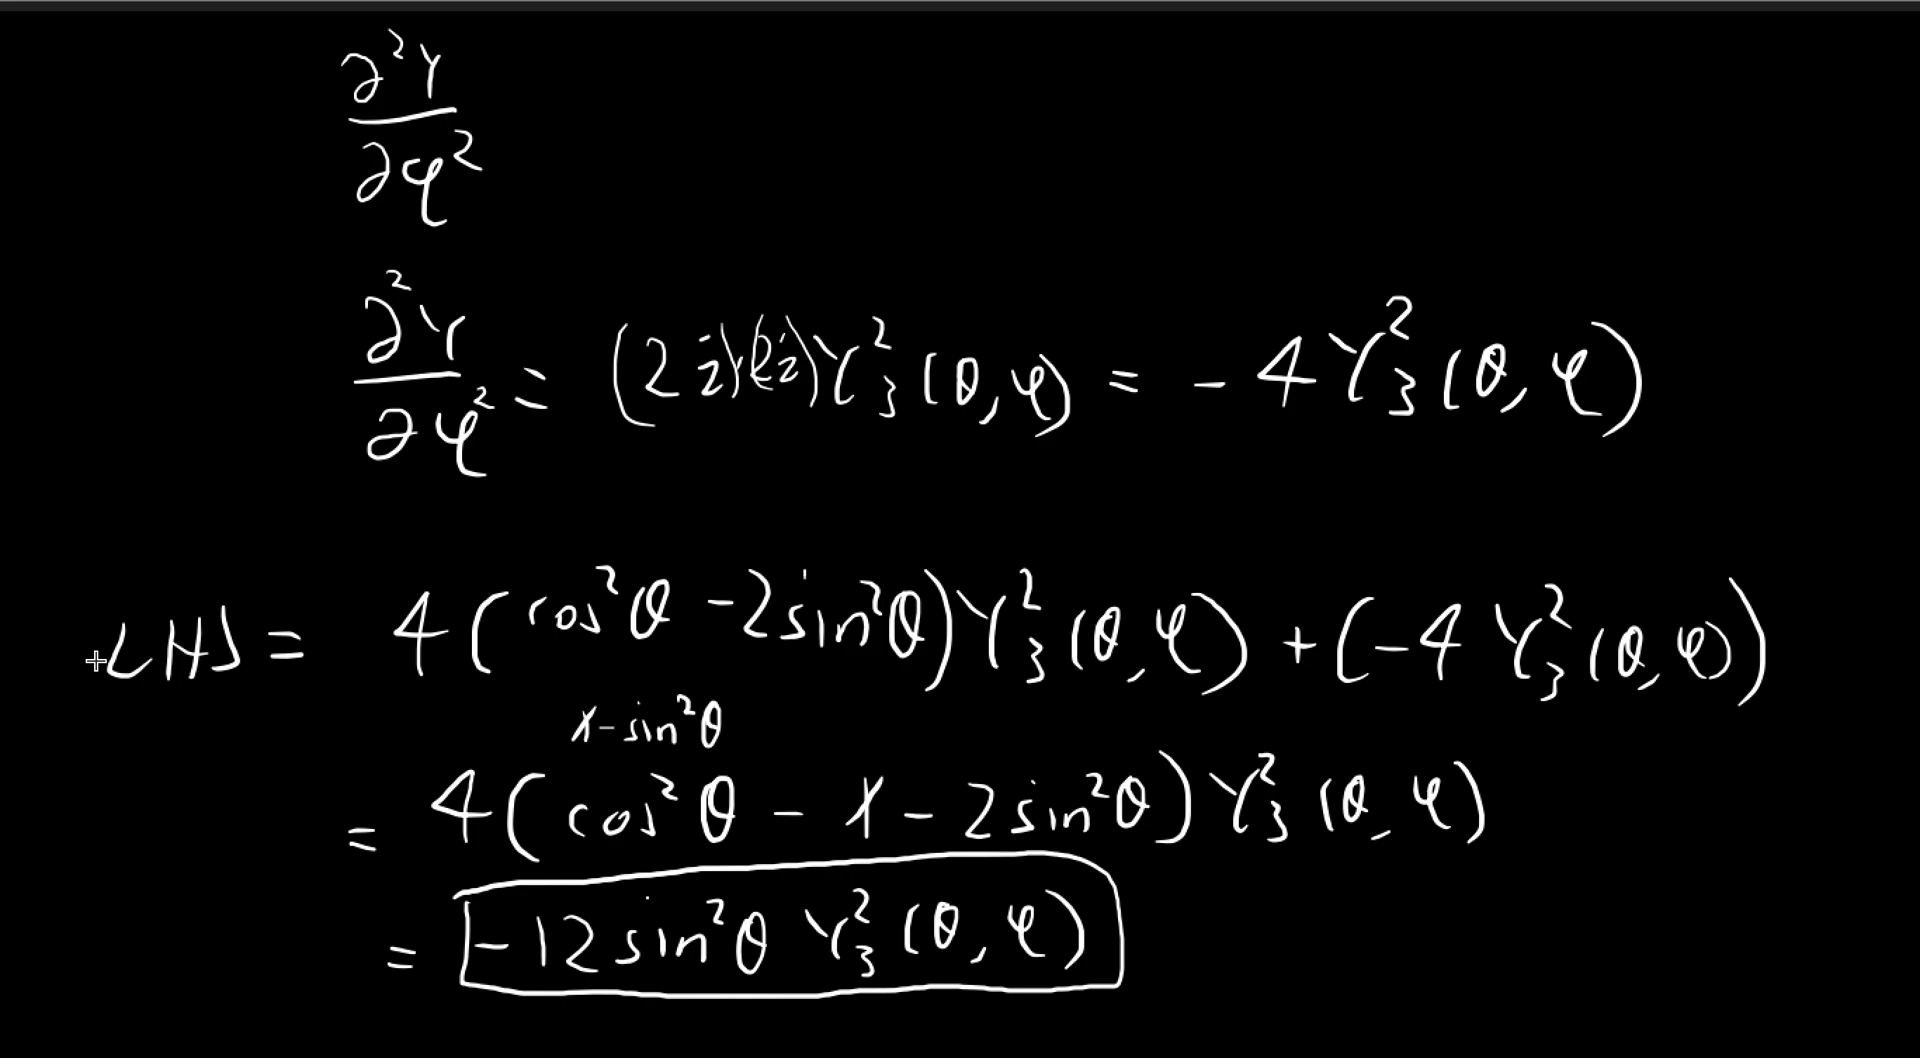 ∂²Y/∂φ²
∂²Y/∂φ² = (2i)(2i)Y₃²(θ,φ) = -4Y₃²(θ,φ)
LHS = 4(cos²θ - 2sin²θ)Y₃²(θ,φ) + (-4Y₃²(θ,φ))
1-sin²θ
= 4(cos²θ - 1 - 2sin²θ)Y₃²(θ,φ)
= -12sin²θ Y₃²(θ,φ)